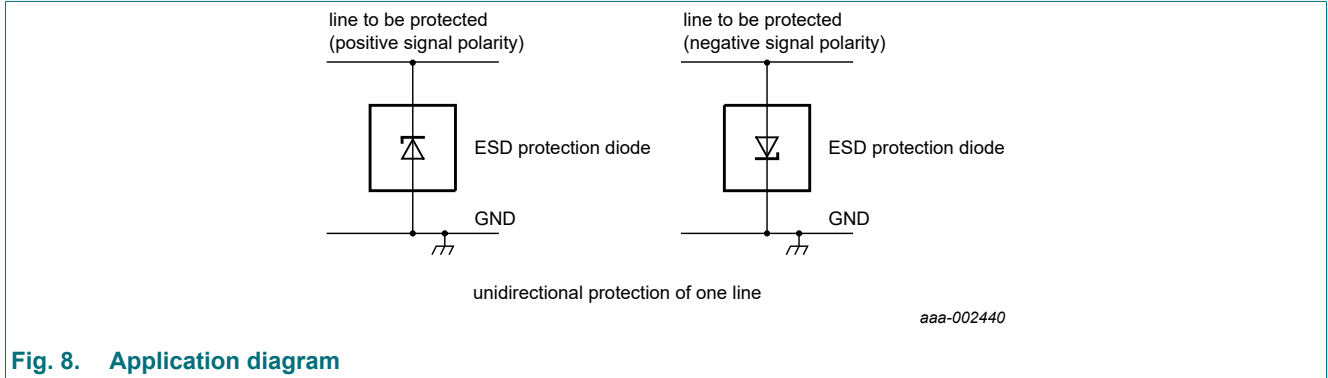 line to be protected
(positive signal polarity)
line to be protected
(negative signal polarity)
ESD protection diode
ESD protection diode
GND
GND
unidirectional protection of one line
aaa-002440
Fig. 8. Application diagram